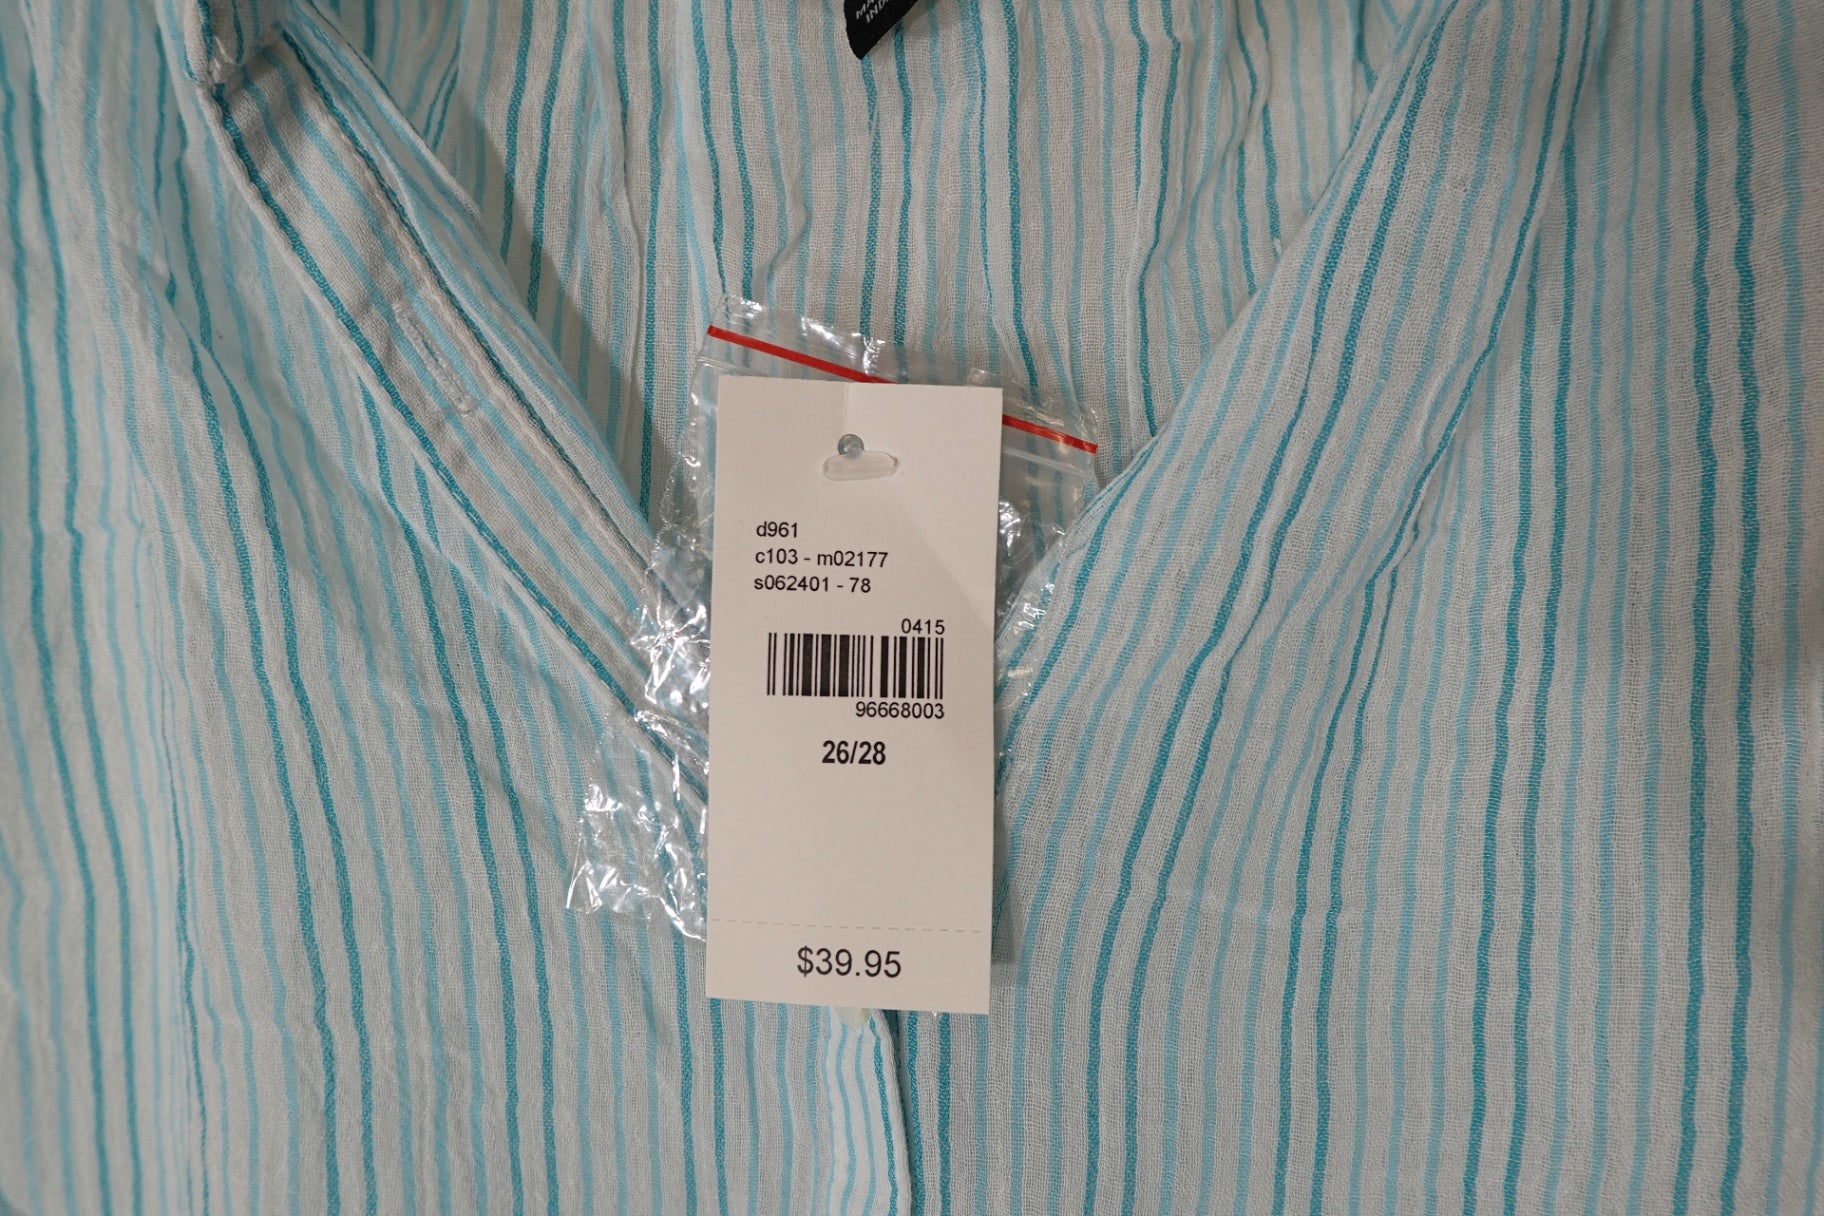 d961
c103 - m02177
s062401 - 78
0415
96668003
26/28
$39.95